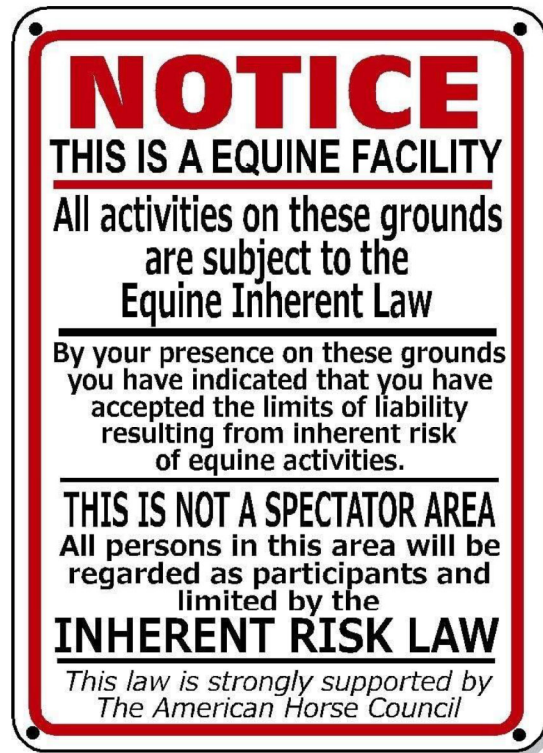 NOTICE
THIS IS A EQUINE FACILITY
All activities on these grounds
are subject to the
Equine Inherent Law
By your presence on these grounds
you have indicated that you have
accepted the limits of liability
resulting from inherent risk
of equine activities.
THIS IS NOT A SPECTATOR AREA
All persons in this area will be
regarded as participants and
limited by the
INHERENT RISK LAW
This law is strongly supported by
The American Horse Council